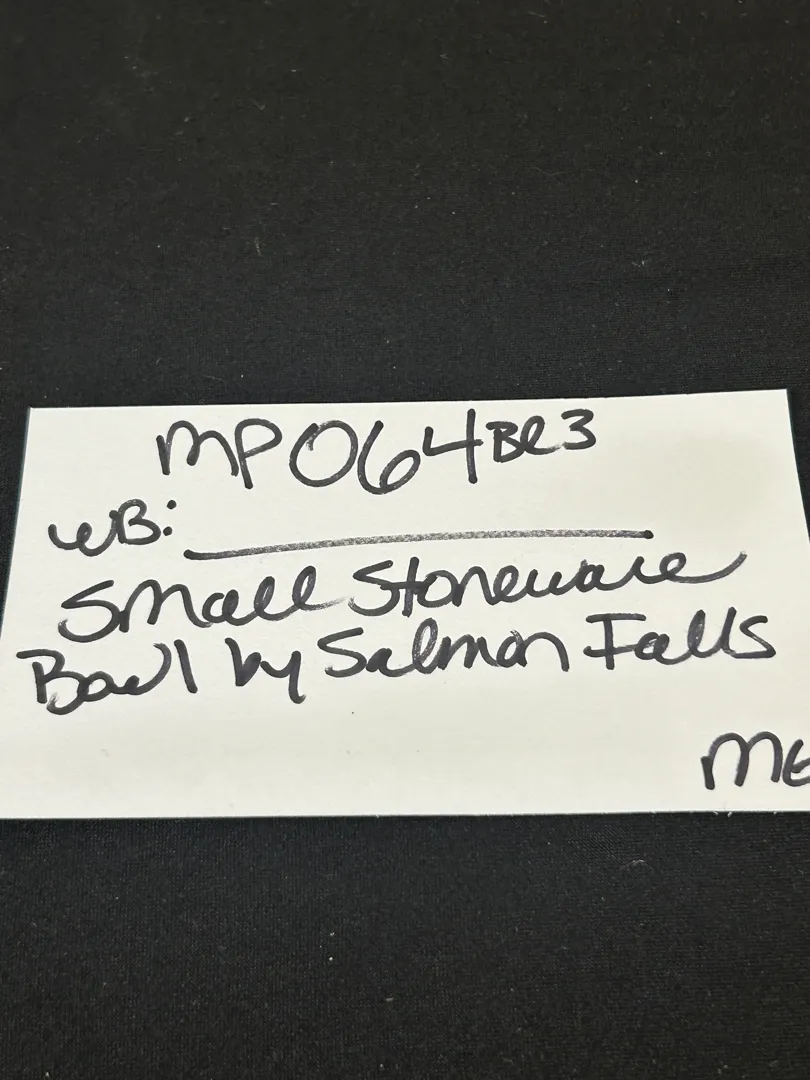 MP064BR3
WB:
Small Stoneware
Bowl by Salmon Falls
ME